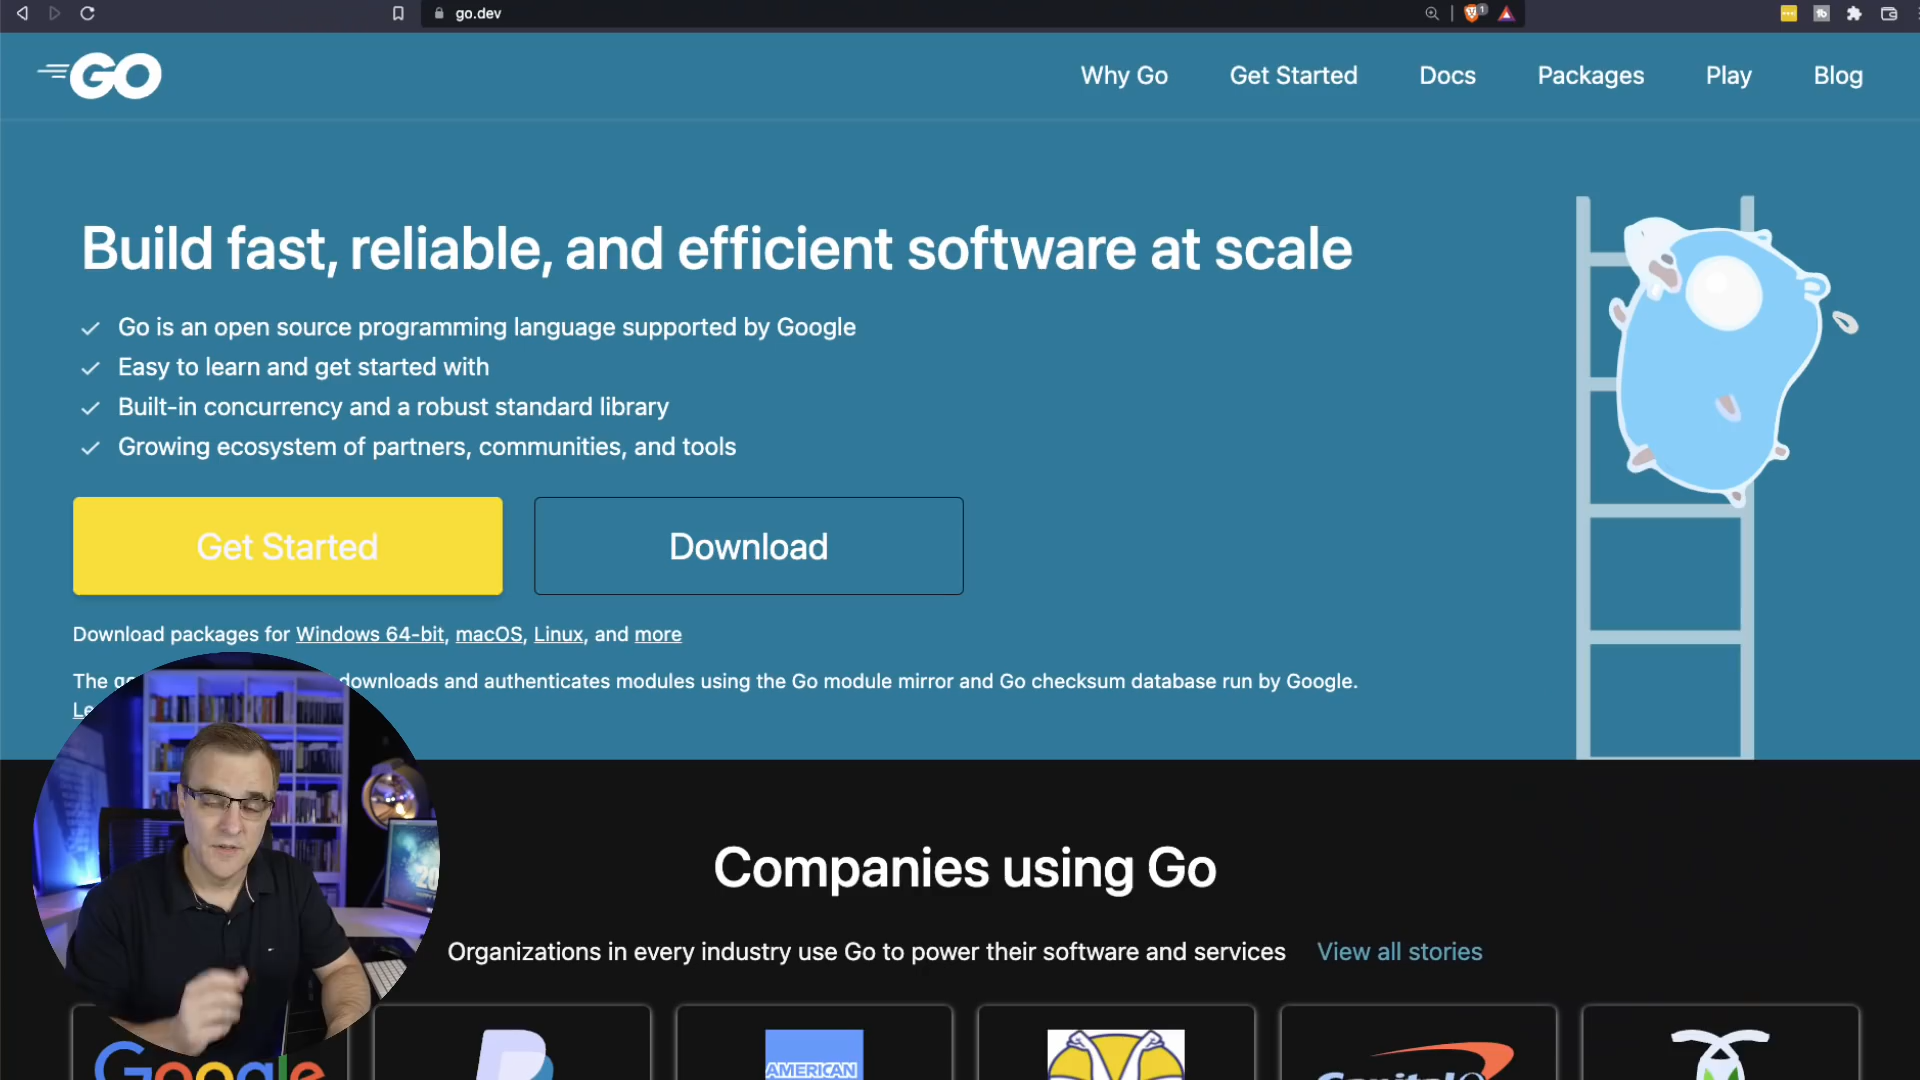 go.dev
1
GO
Why Go
Get Started
Docs
Packages
Play
Blog
Build fast, reliable, and efficient software at scale
Go is an open source programming language supported by Google
Easy to learn and get started with
Built-in concurrency and a robust standard library
Growing ecosystem of partners, communities, and tools
Get Started
Download
Download packages for Windows 64-bit, macOS, Linux, and more
The downloads and authenticates modules using the Go module mirror and Go checksum database run by Google.
Companies using Go
Organizations in every industry use Go to power their software and services View all stories
Google
AMERICAN
Capital